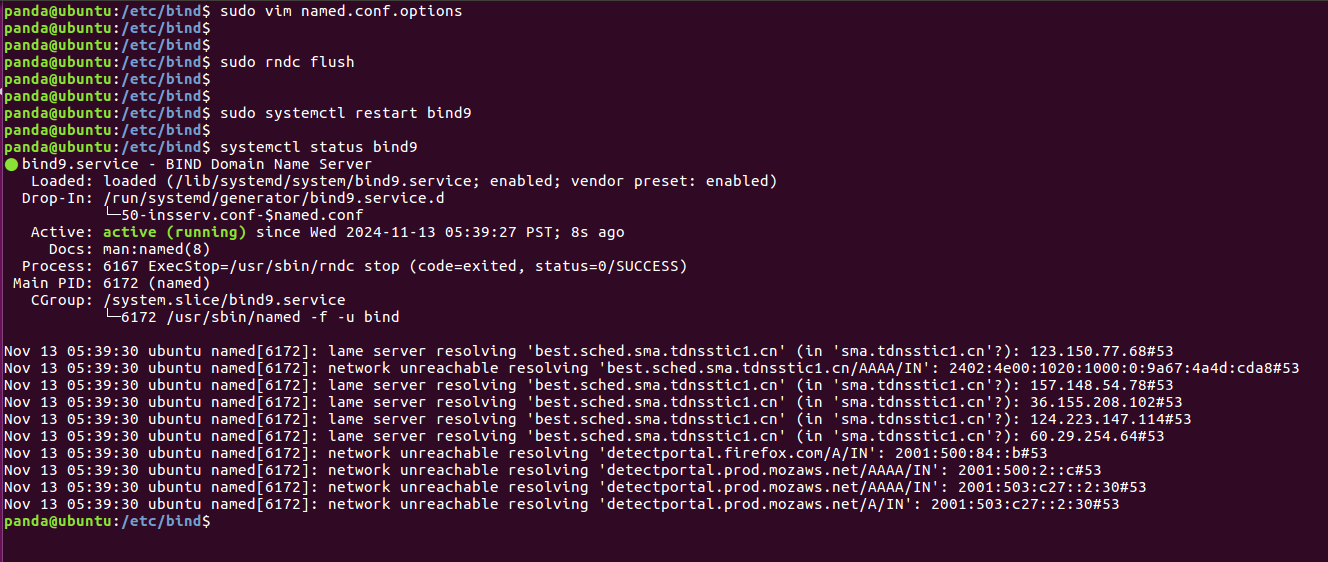 panda@ubuntu:/etc/bind$ sudo vim named.conf.options
panda@ubuntu:/etc/bind$
panda@ubuntu:/etc/bind$
panda@ubuntu:/etc/bind$ sudo rndc flush
panda@ubuntu:/etc/bind$
panda@ubuntu:/etc/bind$
panda@ubuntu:/etc/bind$ sudo systemctl restart bind9
panda@ubuntu:/etc/bind$
panda@ubuntu:/etc/bind$ systemctl status bind9
● bind9.service - BIND Domain Name Server
   Loaded: loaded (/lib/systemd/system/bind9.service; enabled; vendor preset: enabled)
  Drop-In: /run/systemd/generator/bind9.service.d
           └─50-insserv.conf-$named.conf
   Active: active (running) since Wed 2024-11-13 05:39:27 PST; 8s ago
     Docs: man:named(8)
  Process: 6167 ExecStop=/usr/sbin/rndc stop (code=exited, status=0/SUCCESS)
 Main PID: 6172 (named)
   CGroup: /system.slice/bind9.service
           └─6172 /usr/sbin/named -f -u bind

Nov 13 05:39:30 ubuntu named[6172]: lame server resolving 'best.sched.sma.tdnsstic1.cn' (in 'sma.tdnsstic1.cn'?): 123.150.77.68#53
Nov 13 05:39:30 ubuntu named[6172]: network unreachable resolving 'best.sched.sma.tdnsstic1.cn/AAAA/IN': 2402:4e00:1020:1000:0:9a67:4a4d:cda8#53
Nov 13 05:39:30 ubuntu named[6172]: lame server resolving 'best.sched.sma.tdnsstic1.cn' (in 'sma.tdnsstic1.cn'?): 157.148.54.78#53
Nov 13 05:39:30 ubuntu named[6172]: lame server resolving 'best.sched.sma.tdnsstic1.cn' (in 'sma.tdnsstic1.cn'?): 36.155.208.102#53
Nov 13 05:39:30 ubuntu named[6172]: lame server resolving 'best.sched.sma.tdnsstic1.cn' (in 'sma.tdnsstic1.cn'?): 124.223.147.114#53
Nov 13 05:39:30 ubuntu named[6172]: lame server resolving 'best.sched.sma.tdnsstic1.cn' (in 'sma.tdnsstic1.cn'?): 60.29.254.64#53
Nov 13 05:39:30 ubuntu named[6172]: network unreachable resolving 'detectportal.firefox.com/A/IN': 2001:500:84::b#53
Nov 13 05:39:30 ubuntu named[6172]: network unreachable resolving 'detectportal.prod.mozaws.net/AAAA/IN': 2001:500:2::c#53
Nov 13 05:39:30 ubuntu named[6172]: network unreachable resolving 'detectportal.prod.mozaws.net/AAAA/IN': 2001:503:c27::2:30#53
Nov 13 05:39:30 ubuntu named[6172]: network unreachable resolving 'detectportal.prod.mozaws.net/A/IN': 2001:503:c27::2:30#53
panda@ubuntu:/etc/bind$